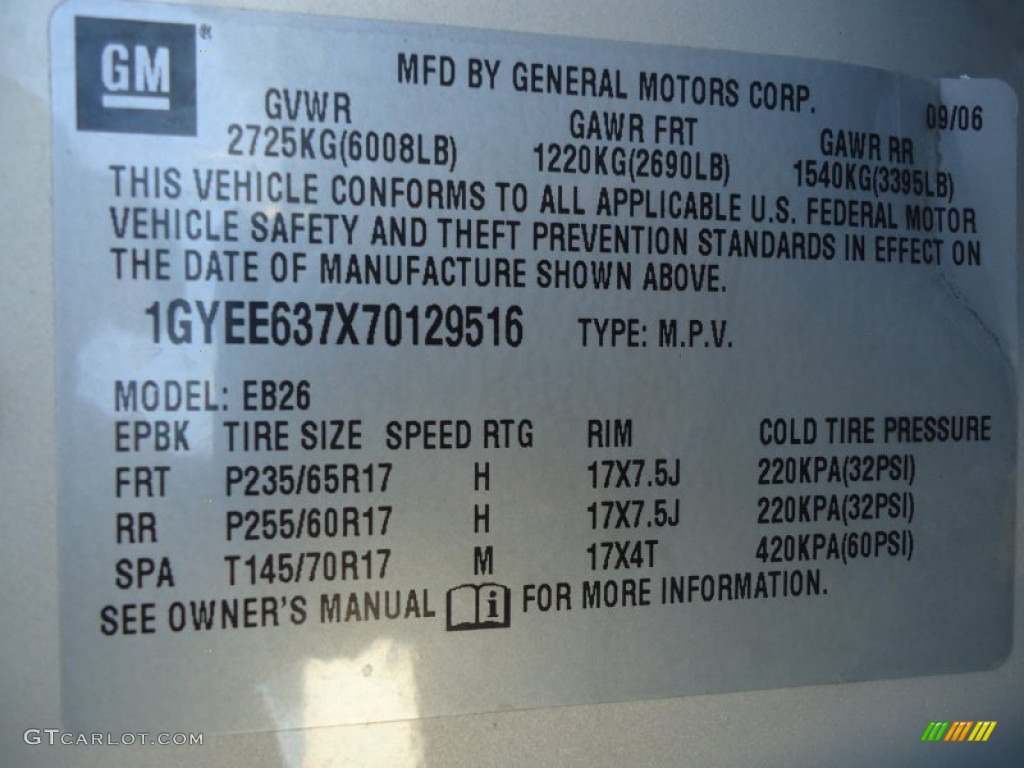 GM®
MFD BY GENERAL MOTORS CORP.
09/06
GVWR GAWR FRT GAWR RR
2725KG(6008LB) 1220KG(2690LB) 1540KG(3395LB)
THIS VEHICLE CONFORMS TO ALL APPLICABLE U.S. FEDERAL MOTOR
VEHICLE SAFETY AND THEFT PREVENTION STANDARDS IN EFFECT ON
THE DATE OF MANUFACTURE SHOWN ABOVE.
1GYEE637X70129516 TYPE: M.P.V.
MODEL: EB26
EPBK TIRE SIZE SPEED RTG RIM COLD TIRE PRESSURE
FRT P235/65R17 H 17X7.5J 220KPA(32PSI)
RR P255/60R17 H 17X7.5J 220KPA(32PSI)
SPA T145/70R17 M 17X4T 420KPA(60PSI)
SEE OWNER'S MANUAL i FOR MORE INFORMATION.
GTCARLOT.COM